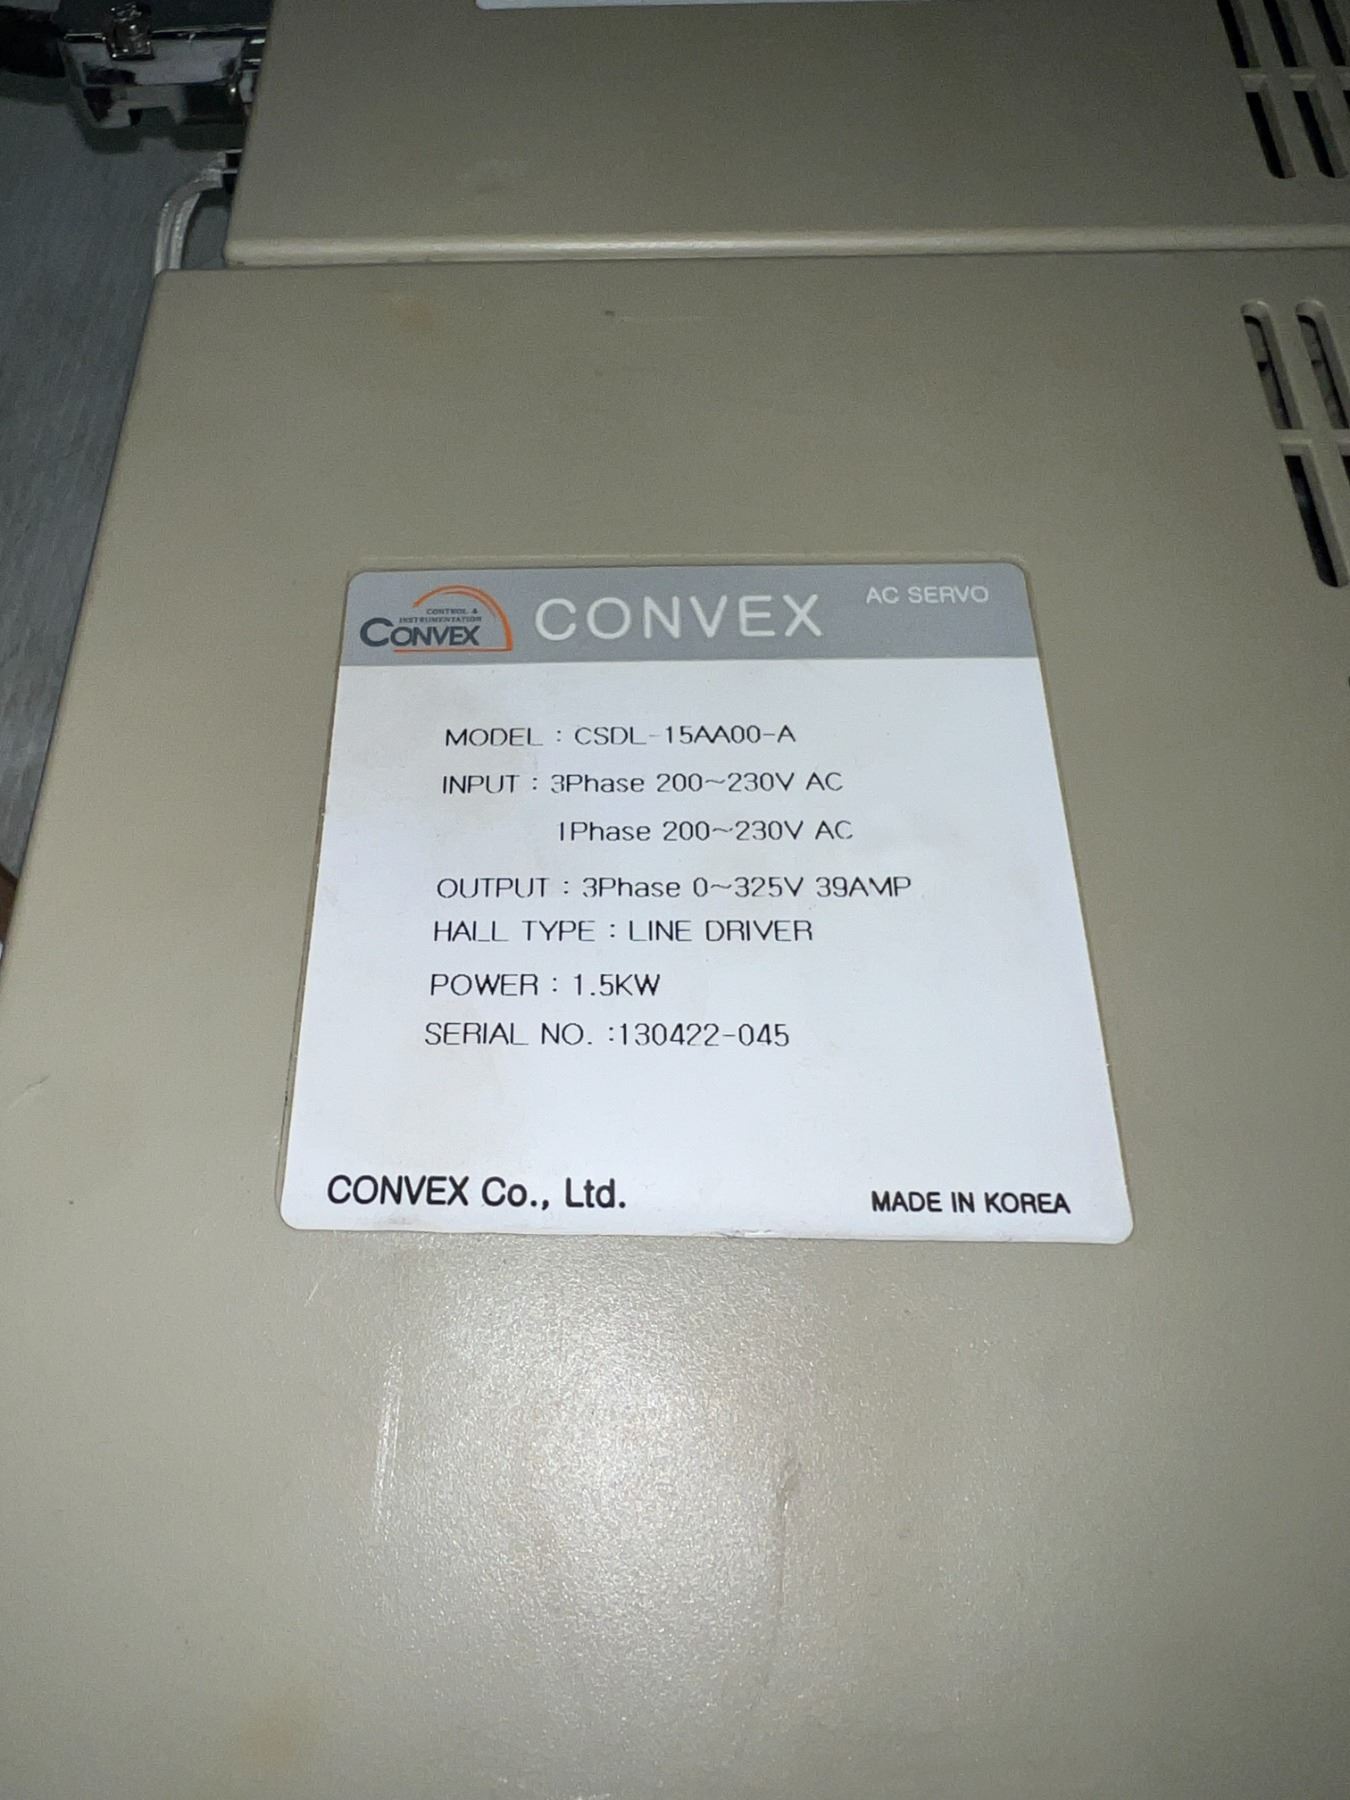 CONTROL &
INSTRUMENTATION
CONVEX
CONVEX
AC SERVO
MODEL : CSDL-15AA00-A
INPUT : 3Phase 200~230V AC
1Phase 200~230V AC
OUTPUT : 3Phase 0~325V 39AMP
HALL TYPE : LINE DRIVER
POWER : 1.5KW
SERIAL NO. :130422-045
CONVEX Co., Ltd.
MADE IN KOREA